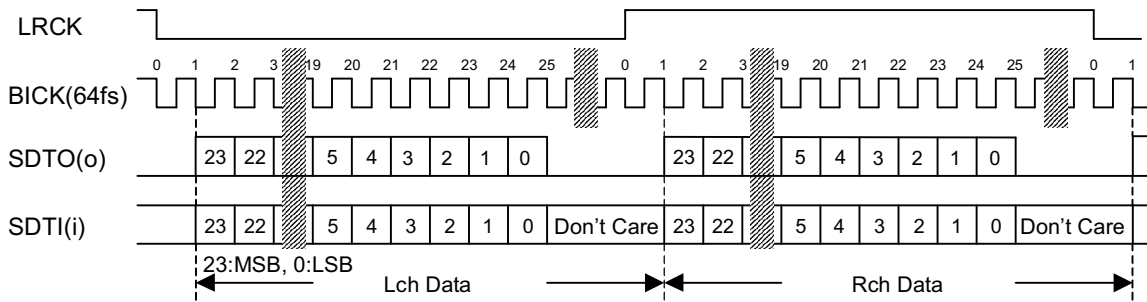 LRCK
0 1 2 3 19 20 21 22 23 24 25 0 1 2 3 19 20 21 22 23 24 25 0 1
BICK(64fs)
SDTO(o) 23 22 5 4 3 2 1 0 23 22 5 4 3 2 1 0
SDTI(i) 23 22 5 4 3 2 1 0 Don't Care 23 22 5 4 3 2 1 0 Don't Care
23:MSB, 0:LSB
Lch Data Rch Data